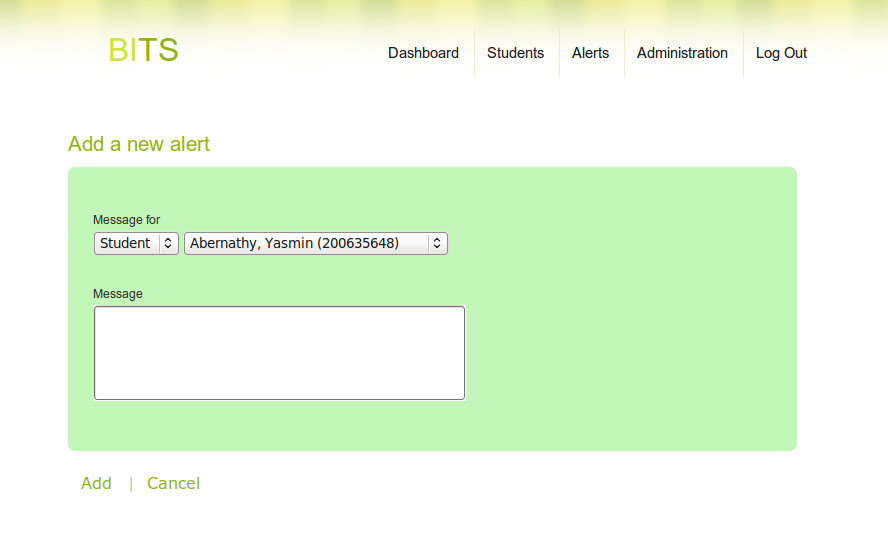 BITS
Dashboard Students Alerts Administration Log Out
Add a new alert
Message for
Student Abernathy, Yasmin (200635648)
Message
Add | Cancel